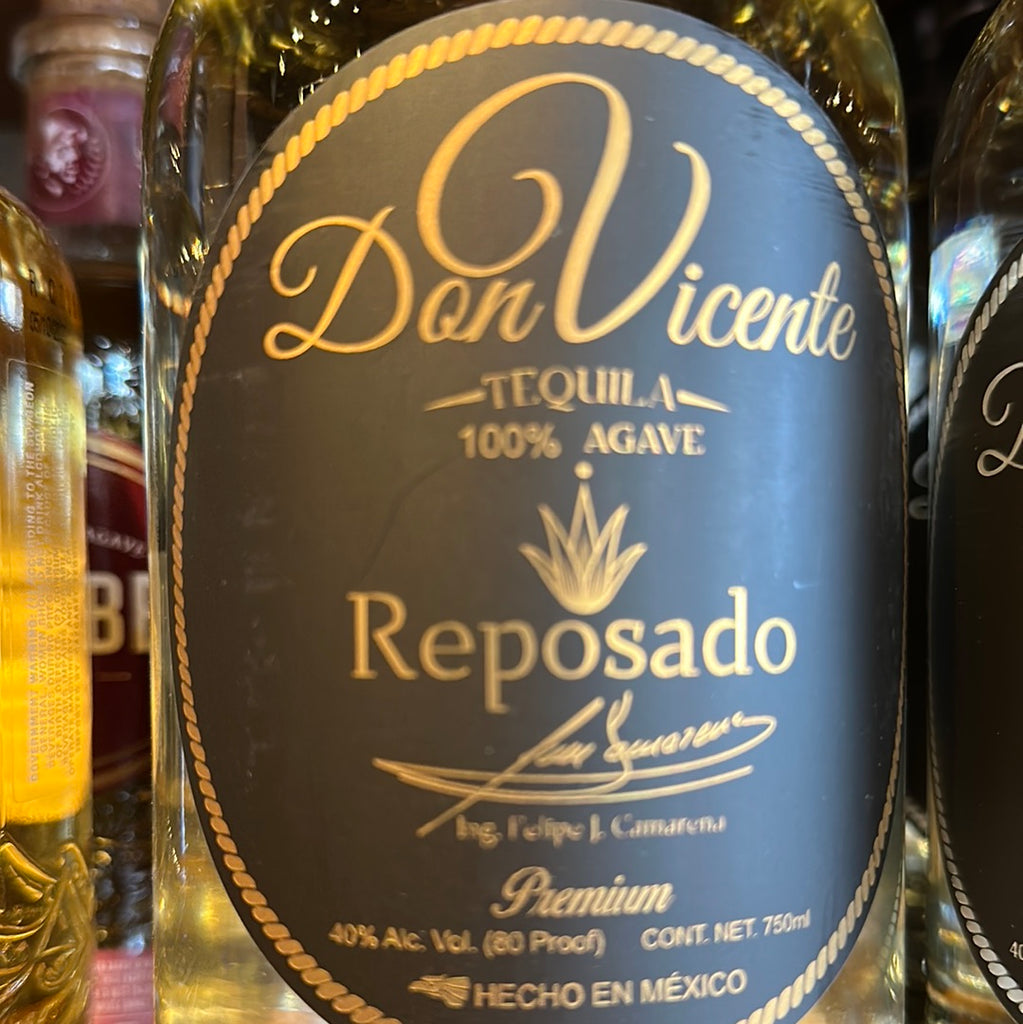 Don Vicente
TEQUILA
100% AGAVE
Reposado
Ing. Felipe J. Camarena
Premium
40% Alc. Vol. (80 Proof) CONT. NET. 750ml
HECHO EN MÉXICO
AGAVE